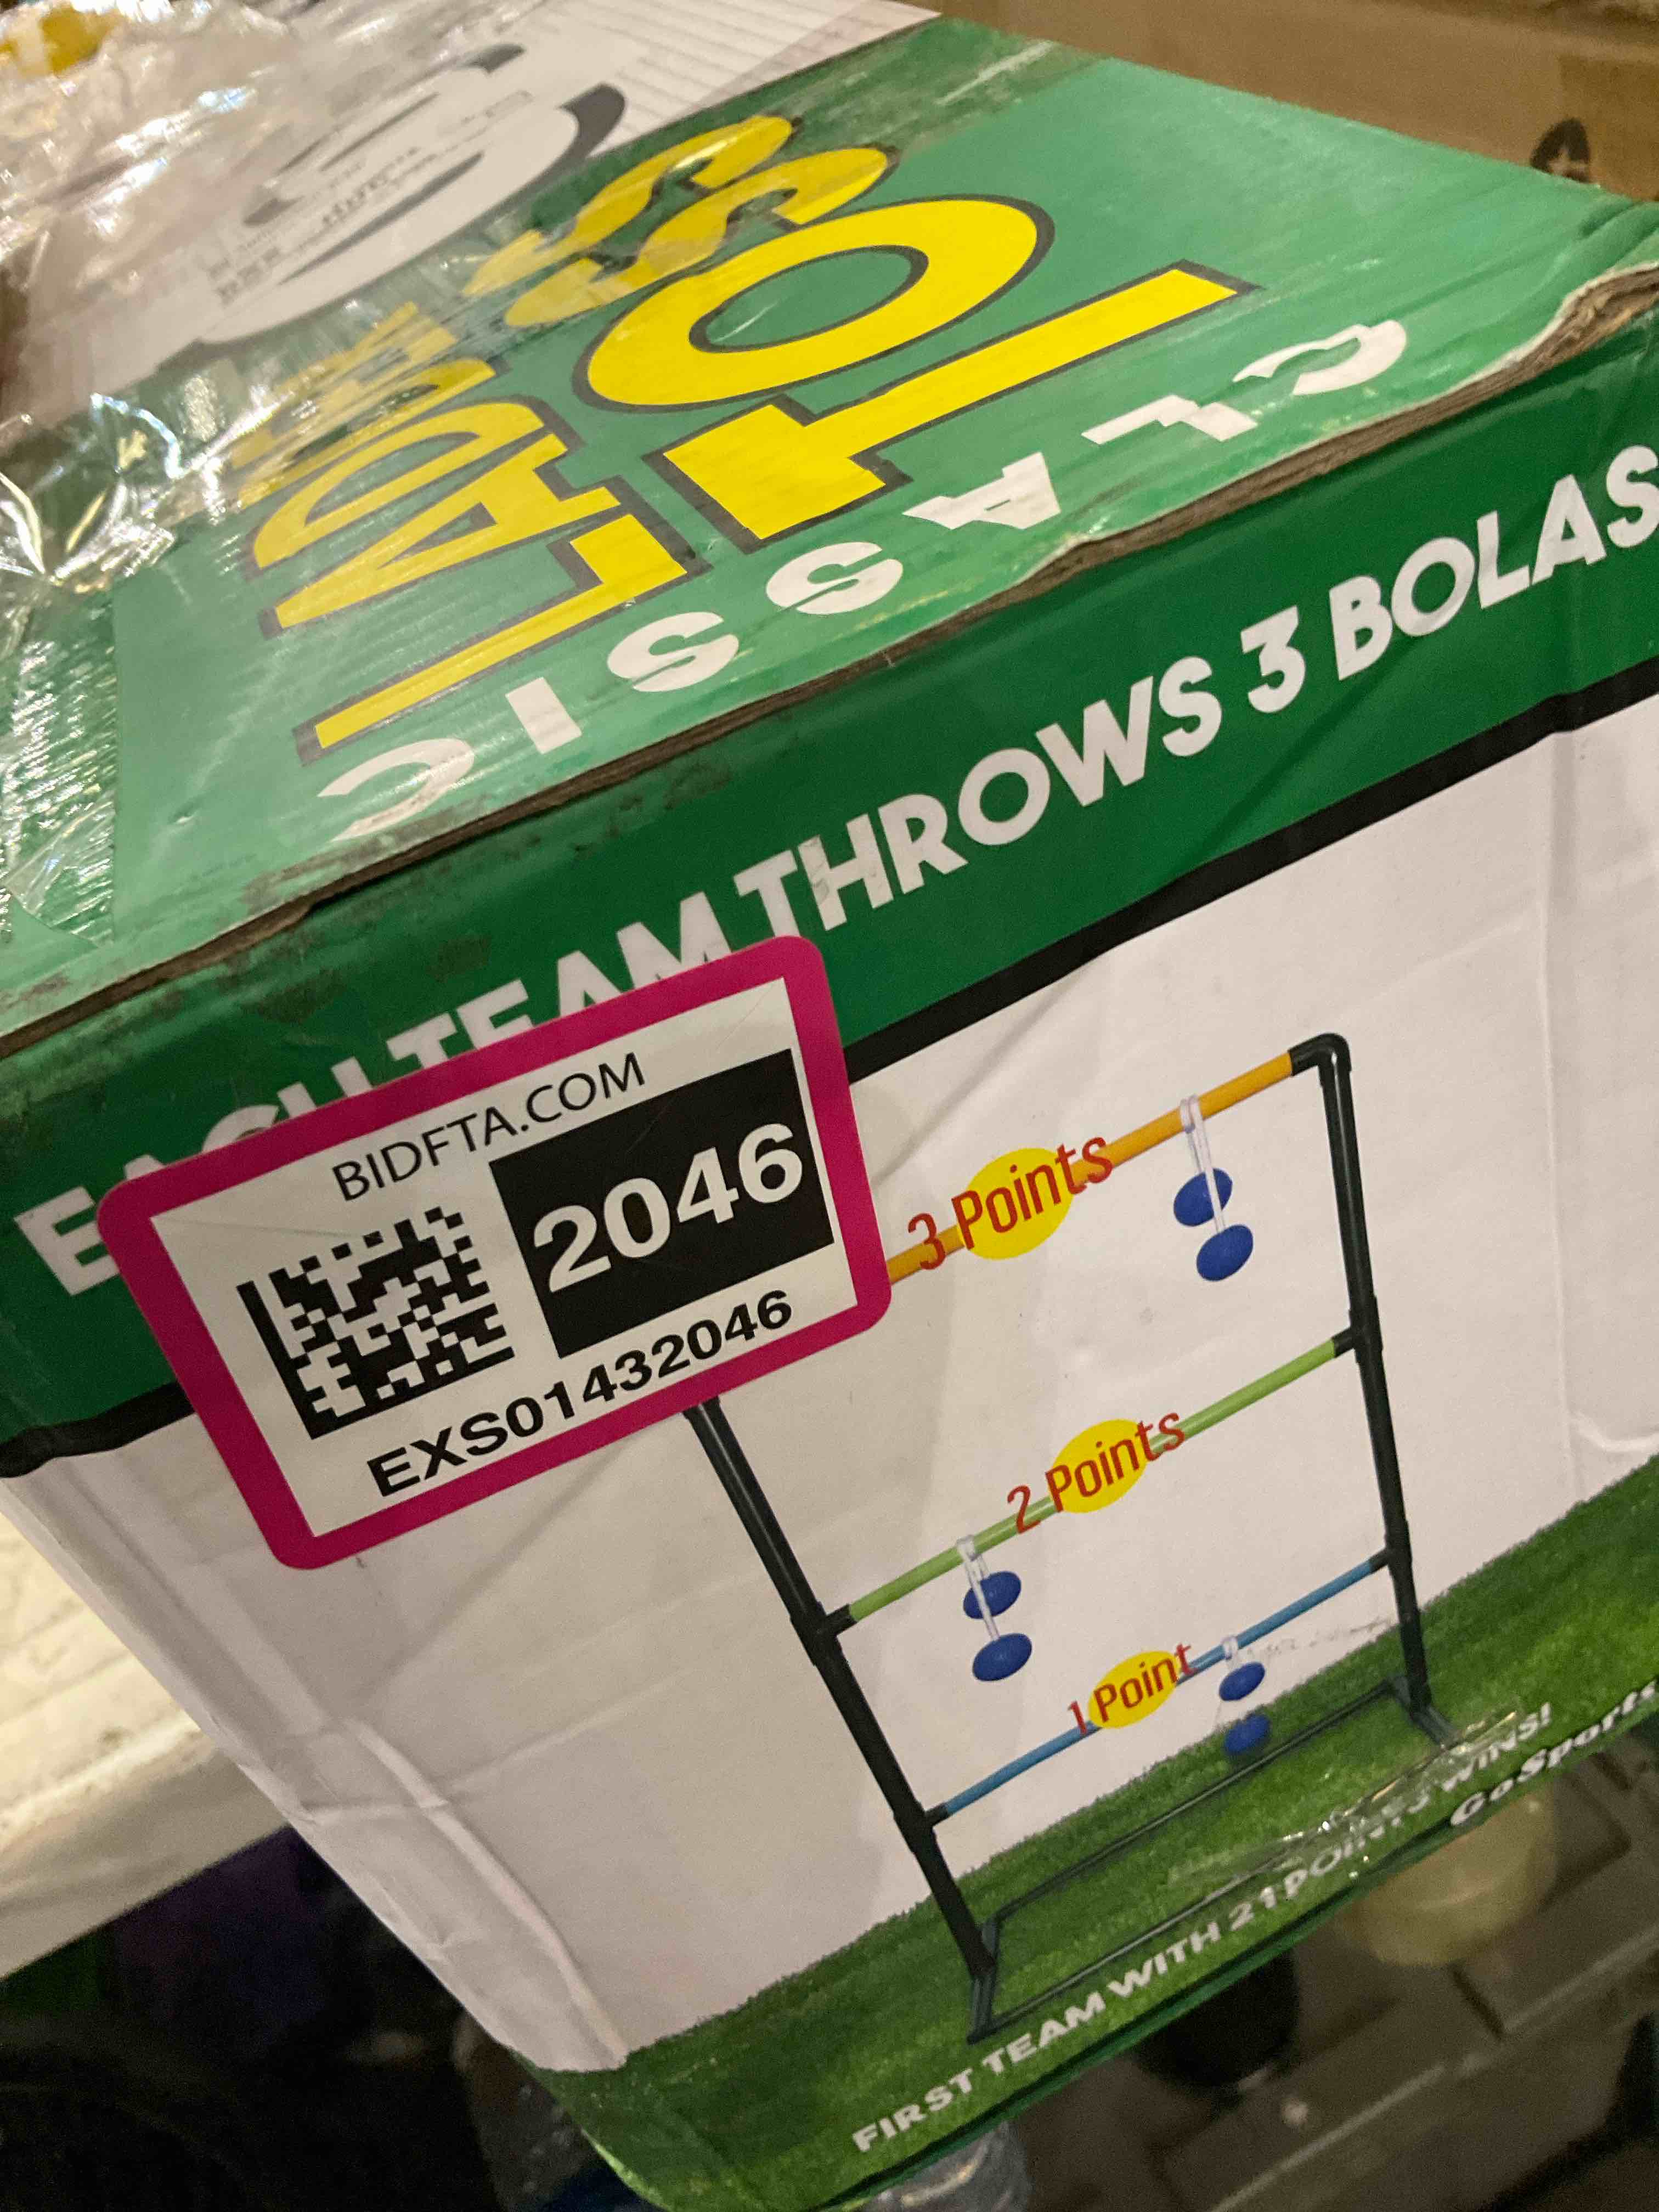 CLASSIC
LADDER
TOSS
EACH TEAM THROWS 3 BOLAS
BIDFTA.COM
2046
EXS01432046
3 Points
2 Points
1 Point
FIRST TEAM WITH 21 POINTS WINS!
GoSports